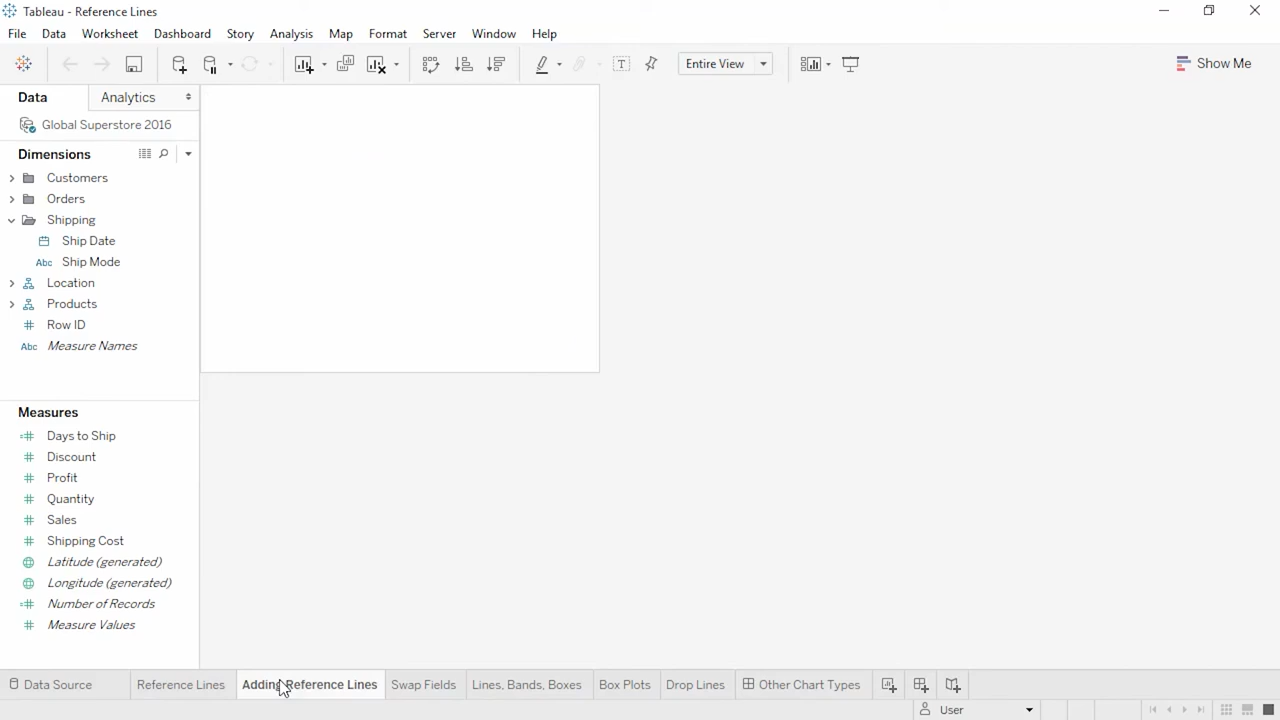 Tableau - Reference Lines
File Data Worksheet Dashboard Story Analysis Map Format Server Window Help
Entire View
Show Me
Data Analytics
Global Superstore 2016
Dimensions
Customers
Orders
Shipping
Ship Date
Abc Ship Mode
Location
Products
Row ID
Abc Measure Names
Measures
Days to Ship
Discount
Profit
Quantity
Sales
Shipping Cost
Latitude (generated)
Longitude (generated)
Number of Records
Measure Values
Data Source Reference Lines Adding Reference Lines Swap Fields Lines, Bands, Boxes Box Plots Drop Lines Other Chart Types
User